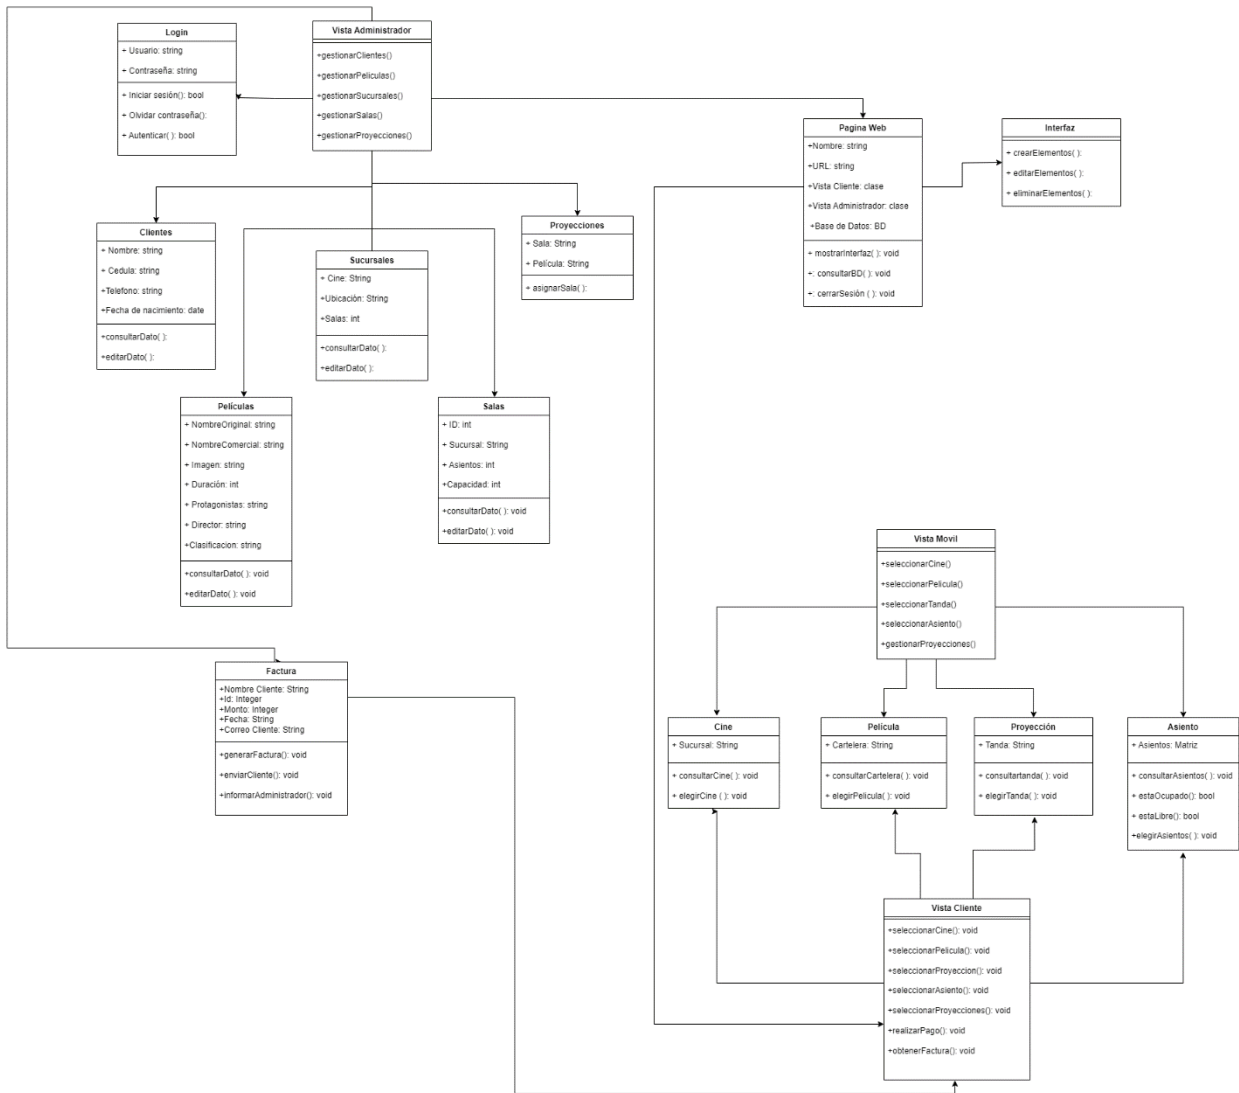 Login
+ Usuario: string
+ Contraseña: string
+ Iniciar sesión(): bool
+ Olvidar contraseña():
+ Autenticar( ): bool
Vista Administrador
+gestionarClientes()
+gestionarPeliculas()
+gestionarSucursales()
+gestionarSalas()
+gestionarProyecciones()
Pagina Web
+Nombre: string
+URL: string
+Vista Cliente: clase
+Vista Administrador: clase
+Base de Datos: BD
+ mostrarInterfaz( ): void
+: consultarBD( ): void
+: cerrarSesión ( ): void
Interfaz
+ crearElementos( ):
+ editarElementos( ):
+ eliminarElementos( ):
Clientes
+ Nombre: string
+ Cedula: string
+Telefono: string
+Fecha de nacimiento: date
+consultarDato( ):
+editarDato( ):
Sucursales
+ Cine: String
+Ubicación: String
+Salas: int
+consultarDato( ):
+editarDato( ):
Proyecciones
+ Sala: String
+ Película: String
+ asignarSala( ):
Películas
+ NombreOriginal: string
+ NombreComercial: string
+ Imagen: string
+ Duración: int
+ Protagonistas: string
+ Director: string
+Clasificacion: string
+consultarDato( ): void
+editarDato( ): void
Salas
+ ID: int
+ Sucursal: String
+ Asientos: int
+Capacidad: int
+consultarDato( ): void
+editarDato( ): void
Vista Movil
+seleccionarCine()
+seleccionarPelicula()
+seleccionarTanda()
+seleccionarAsiento()
+gestionarProyecciones()
Factura
+Nombre Cliente: String
+Id: Integer
+Monto: Integer
+Fecha: String
+Correo Cliente: String
+generarFactura(): void
+enviarCliente(): void
+informarAdministrador(): void
Cine
+ Sucursal: String
+ consultarCine( ): void
+ elegirCine ( ): void
Película
+ Cartelera: String
+ consultarCartelera( ): void
+ elegirPelicula( ): void
Proyección
+ Tanda: String
+ consultartanda( ): void
+ elegirTanda( ): void
Asiento
+ Asientos: Matriz
+ consultarAsientos( ): void
+ estaOcupado(): bool
+ estaLibre( ): bool
+elegirAsientos( ): void
Vista Cliente
+seleccionarCine(): void
+seleccionarPelicula(): void
+seleccionarProyeccion(): void
+seleccionarAsiento(): void
+seleccionarProyecciones(): void
+realizarPago(): void
+obtenerFactura(): void